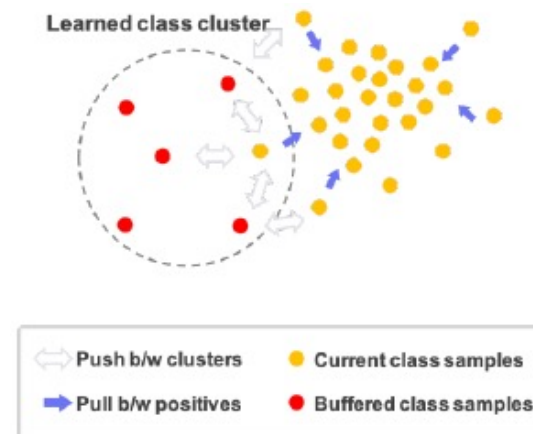 Learned class cluster
Push b/w clusters
Current class samples
Pull b/w positives
Buffered class samples